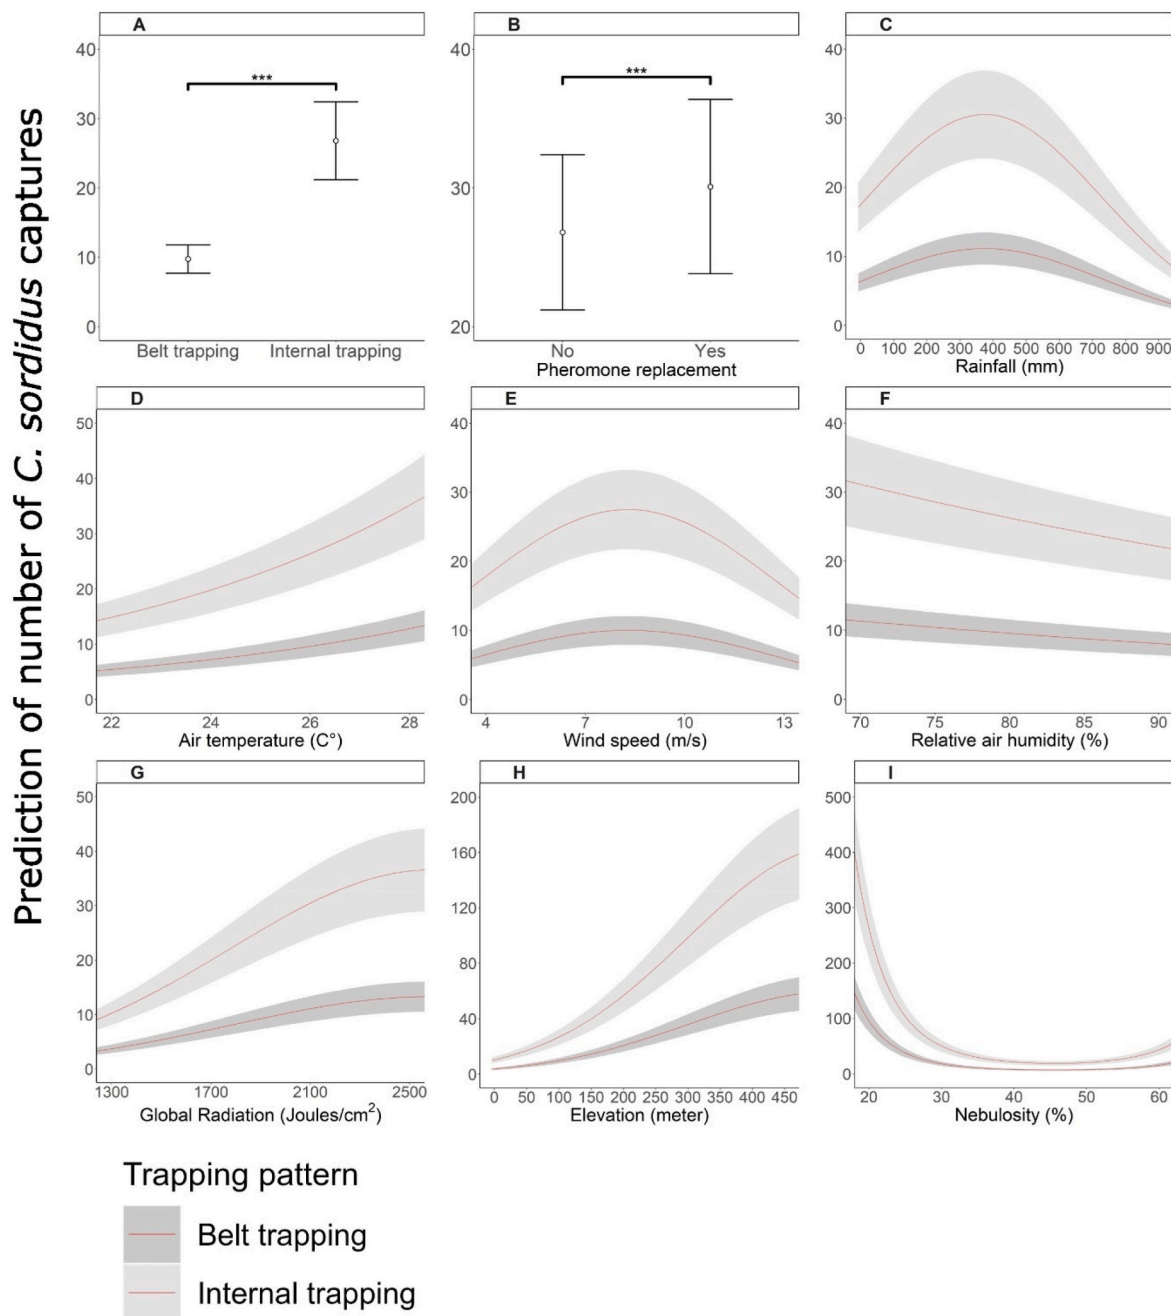 Prediction of number of C. sordidus captures
A
40
30
20
10
0
***
Belt trapping
Internal trapping
B
40
30
20
***
No
Yes
Pheromone replacement
C
40
30
20
10
0
0 100 200 300 400 500 600 700 800 900
Rainfall (mm)
D
50
40
30
20
10
0
22 24 26 28
Air temperature (C°)
E
40
30
20
10
0
4 7 10 13
Wind speed (m/s)
F
40
30
20
10
0
70 75 80 85 90
Relative air humidity (%)
G
50
40
30
20
10
0
1300 1700 2100 2500
Global Radiation (Joules/cm²)
H
200
160
120
80
40
0
0 50 100 150 200 250 300 350 400 450
Elevation (meter)
I
500
400
300
200
100
0
20 30 40 50 60
Nebulosity (%)
Trapping pattern
Belt trapping
Internal trapping